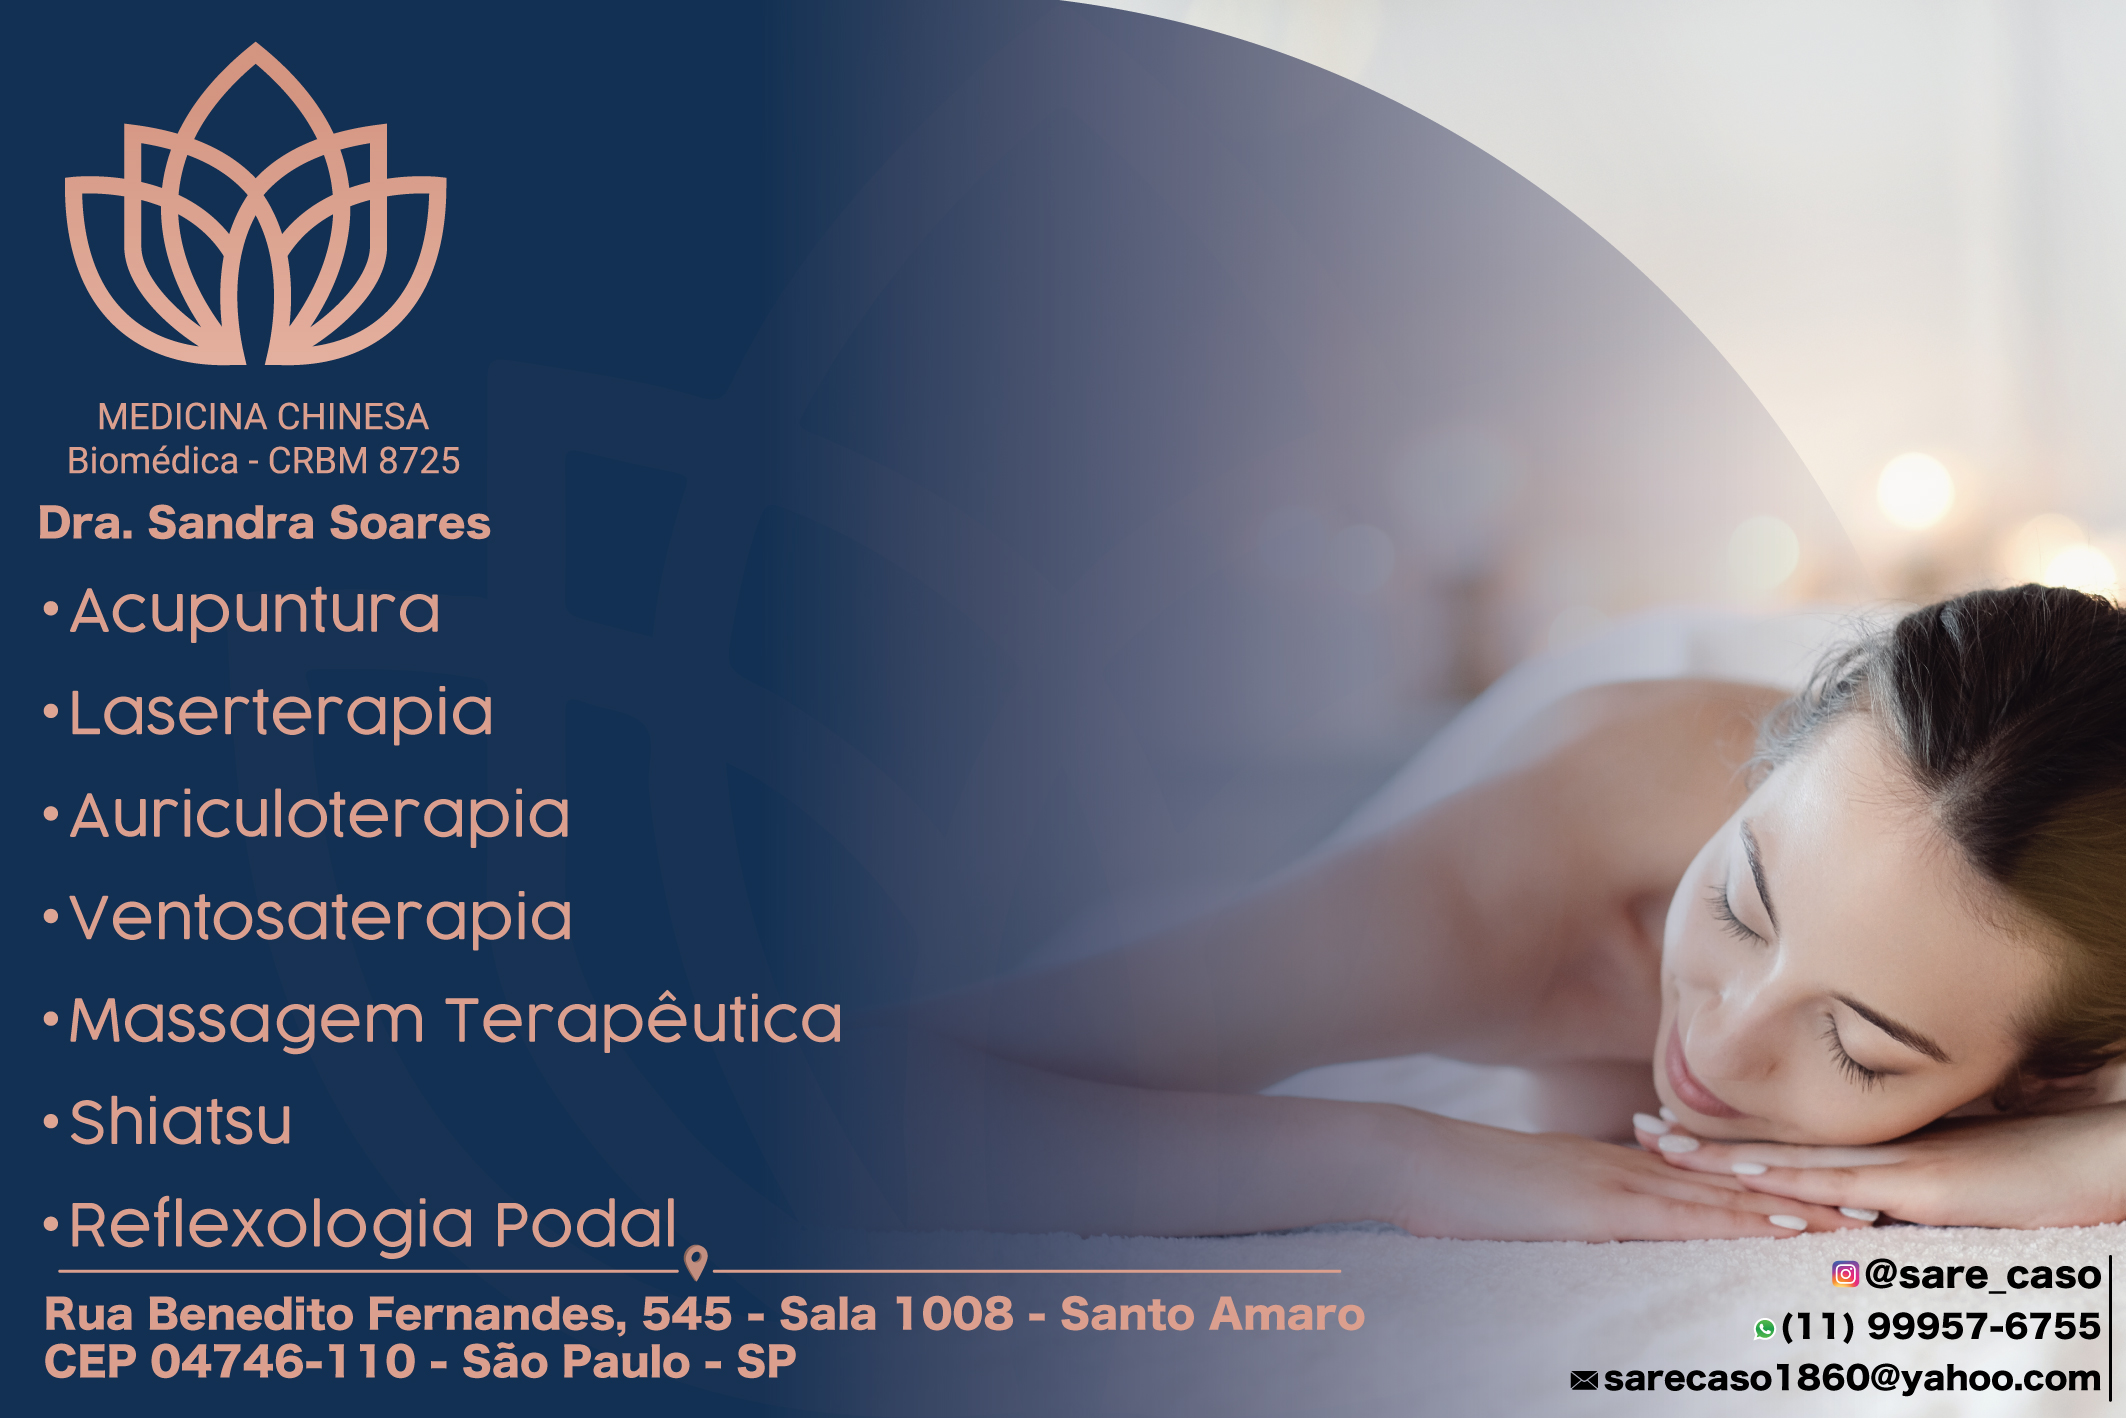 MEDICINA CHINESA
Biomédica - CRBM 8725
Dra. Sandra Soares
•Acupuntura
•Laserterapia
•Auriculoterapia
•Ventosaterapia
•Massagem Terapêutica
•Shiatsu
•Reflexologia Podal
Rua Benedito Fernandes, 545 - Sala 1008 - Santo Amaro
CEP 04746-110 - São Paulo - SP
@sare_caso
(11) 99957-6755
sarecaso1860@yahoo.com